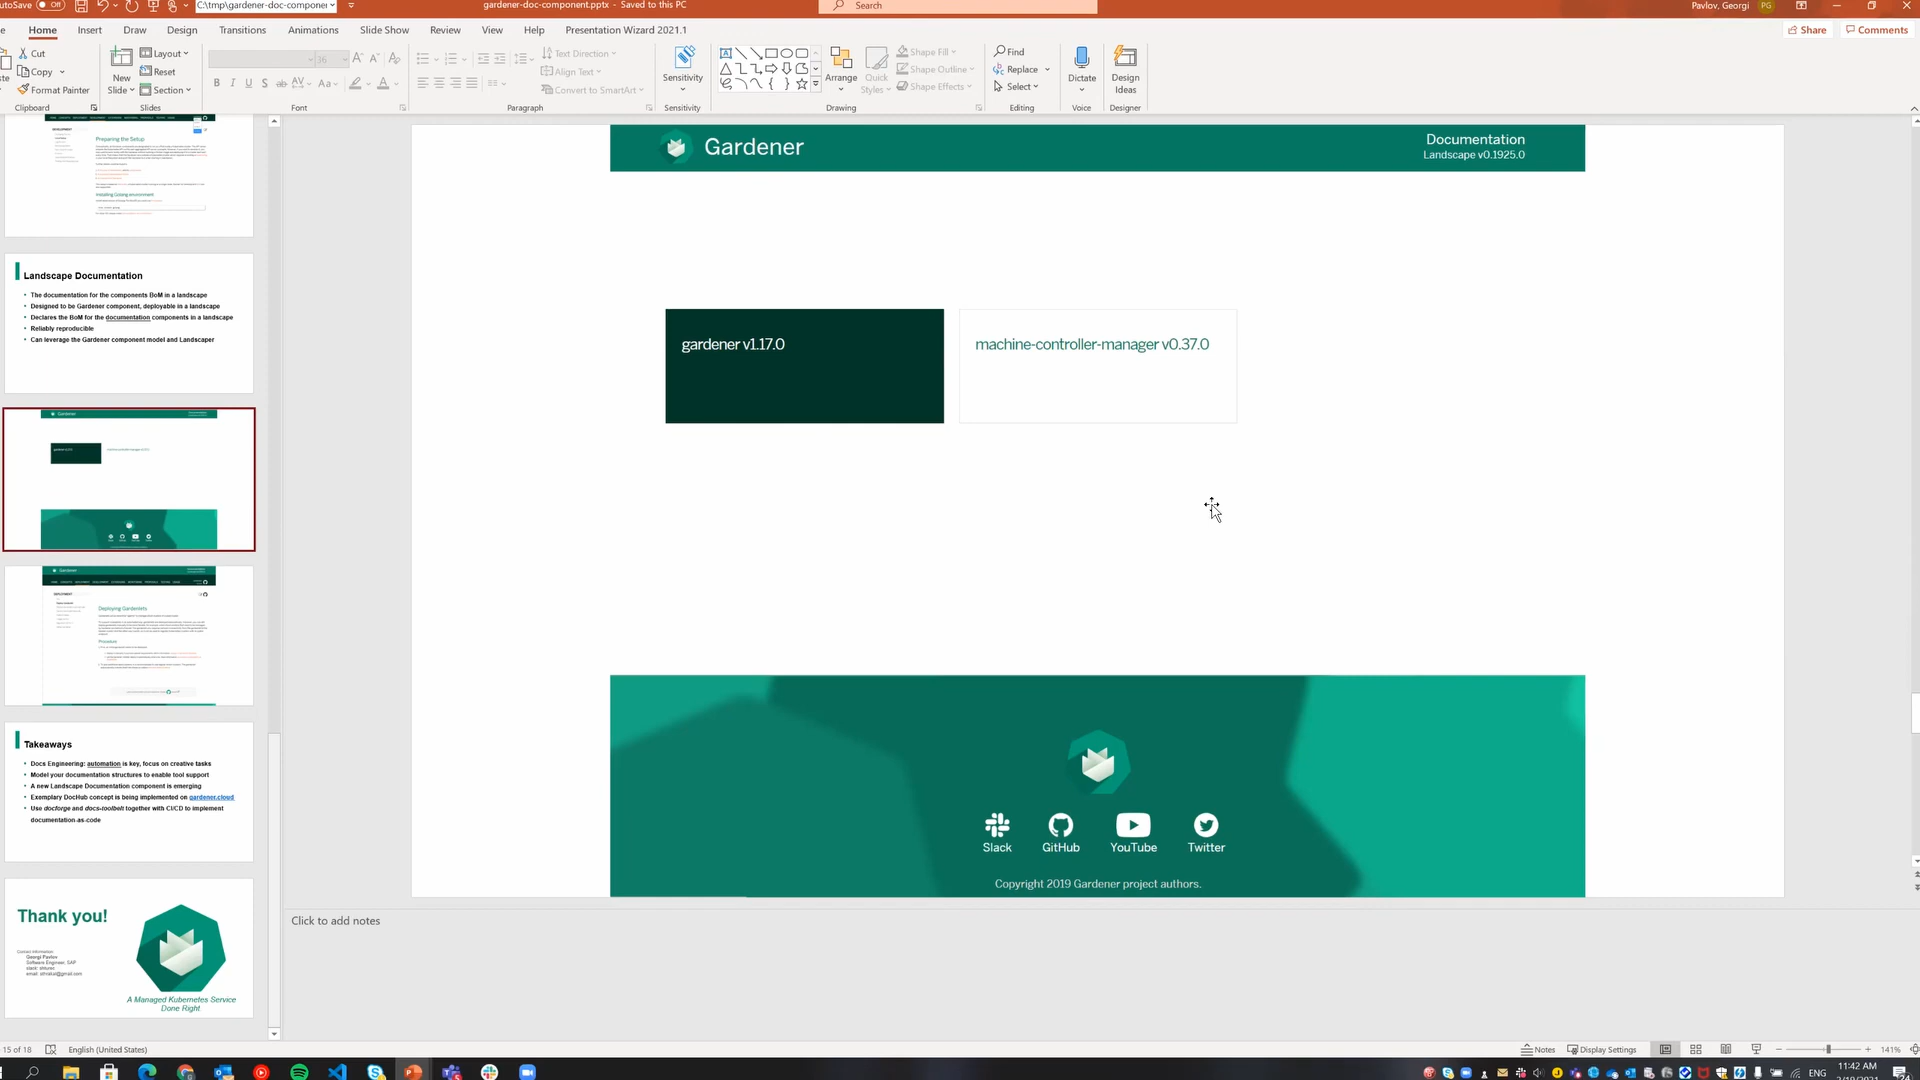 AutoSave
Off
C:\tmp\gardener-doc-componen
gardener-doc-component.pptx - Saved to this PC
Search
Pavlov, Georgi
PG
Home
Insert
Draw
Design
Transitions
Animations
Slide Show
Review
View
Help
Presentation Wizard 2021.1
Share
Comments
Cut
Copy
Format Painter
Clipboard
New
Slide
Layout
Reset
Section
Slides
36
Font
Text Direction
Align Text
Convert to SmartArt
Paragraph
Sensitivity
Sensitivity
Arrange
Quick
Styles
Shape Fill
Shape Outline
Shape Effects
Drawing
Find
Replace
Select
Editing
Dictate
Voice
Design
Ideas
Designer
Preparing the Setup
Landscape Documentation
• The documentation for the components BoM in a landscape
• Designed to be Gardener component, deployable in a landscape
• Declares the BoM for the documentation components in a landscape
• Reliably reproducible
• Can leverage the Gardener component model and Landscaper
Deploying Gardenlets
Procedure
Takeaways
• Docs Engineering: automation is key, focus on creative tasks
• Model your documentation structures to enable tool support
• A new Landscape Documentation component is emerging
• Exemplary DocHub concept is being implemented on gardener.cloud
• Use docforge and docs-toolbelt together with CI/CD to implement
documentation-as-code
Thank you!
Contact information:
Georgi Pavlov
Software Engineer, SAP
A Managed Kubernetes Service
Done Right
Gardener
Documentation
Landscape v0.1925.0
gardener v1.17.0
machine-controller-manager v0.37.0
Slack
GitHub
YouTube
Twitter
Copyright 2019 Gardener project authors.
Click to add notes
15 of 18
English (United States)
Notes
Display Settings
141%
ENG
11:42 AM